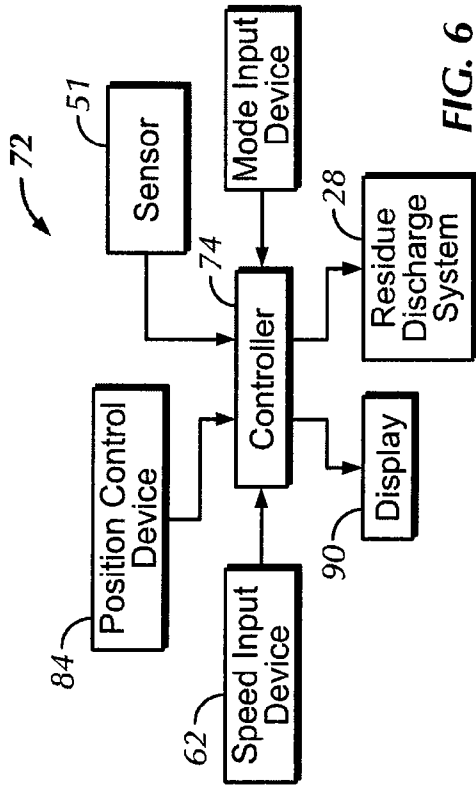 72
84
Position Control
Device
51
Sensor
62
Speed Input
Device
74
Controller
Mode Input
Device
90
Display
28
Residue
Discharge
System
FIG. 6